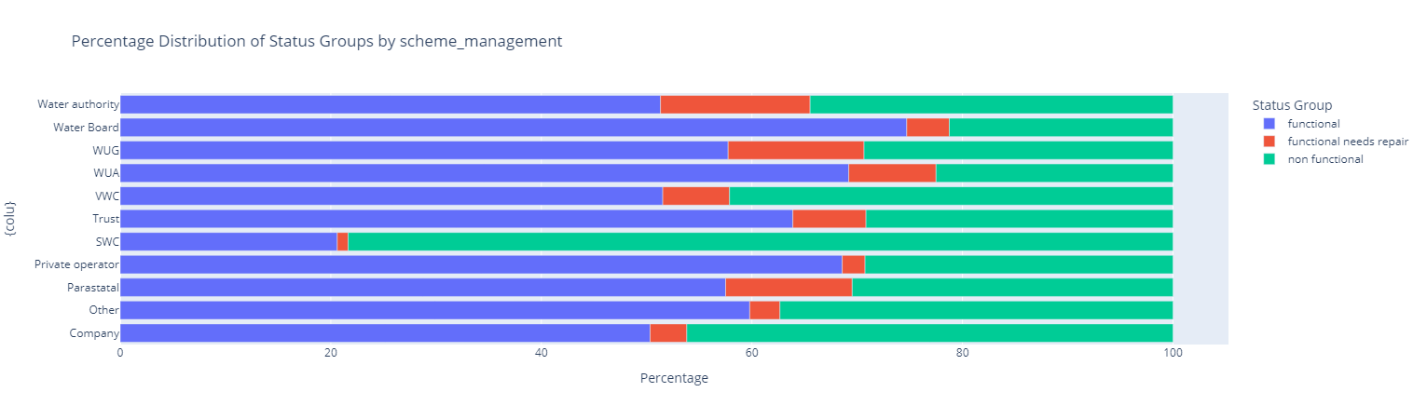 Percentage Distribution of Status Groups by scheme_management
Status Group
functional
functional needs repair
non functional
{colu}
Water authority
Water Board
WUG
WUA
VWC
Trust
SWC
Private operator
Parastatal
Other
Company
0 20 40 60 80 100
Percentage